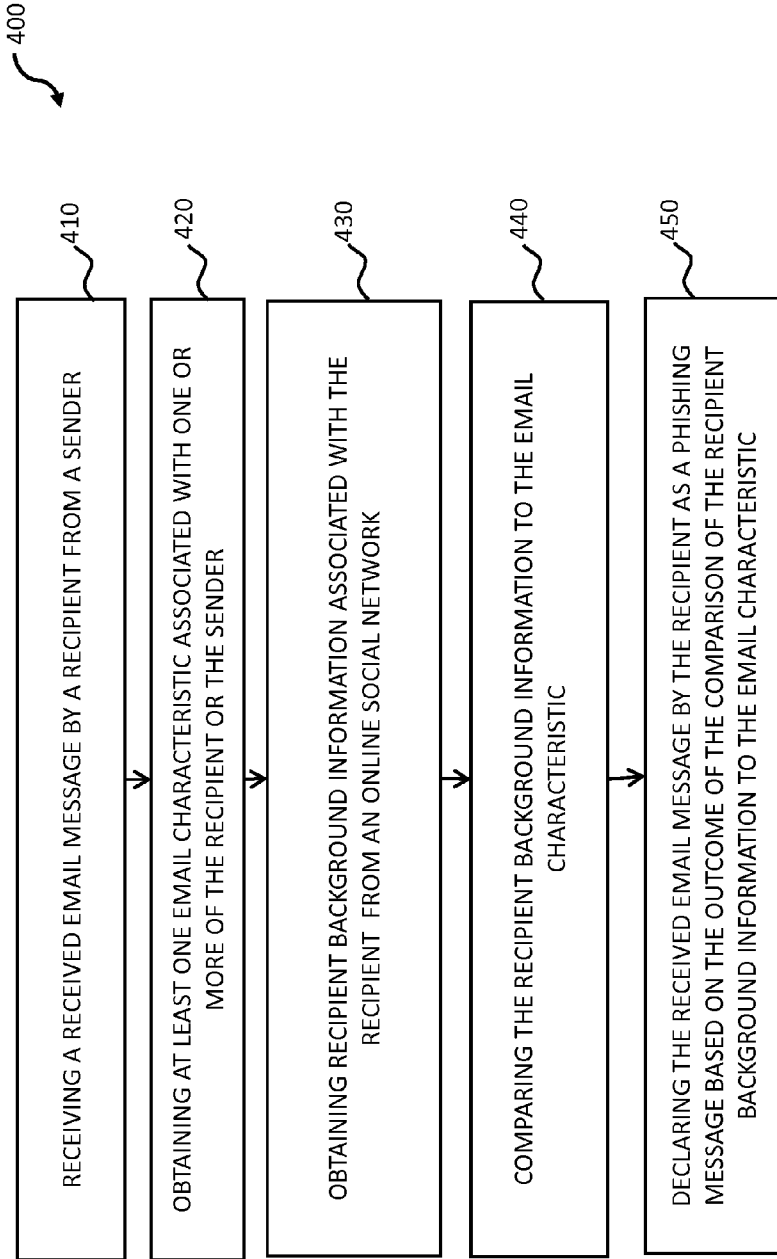 400
410
RECEIVING A RECEIVED EMAIL MESSAGE BY A RECIPIENT FROM A SENDER
420
OBTAINING AT LEAST ONE EMAIL CHARACTERISTIC ASSOCIATED WITH ONE OR
MORE OF THE RECIPIENT OR THE SENDER
430
OBTAINING RECIPIENT BACKGROUND INFORMATION ASSOCIATED WITH THE
RECIPIENT FROM AN ONLINE SOCIAL NETWORK
440
COMPARING THE RECIPIENT BACKGROUND INFORMATION TO THE EMAIL
CHARACTERISTIC
450
DECLARING THE RECEIVED EMAIL MESSAGE BY THE RECIPIENT AS A PHISHING
MESSAGE BASED ON THE OUTCOME OF THE COMPARISON OF THE RECIPIENT
BACKGROUND INFORMATION TO THE EMAIL CHARACTERISTIC